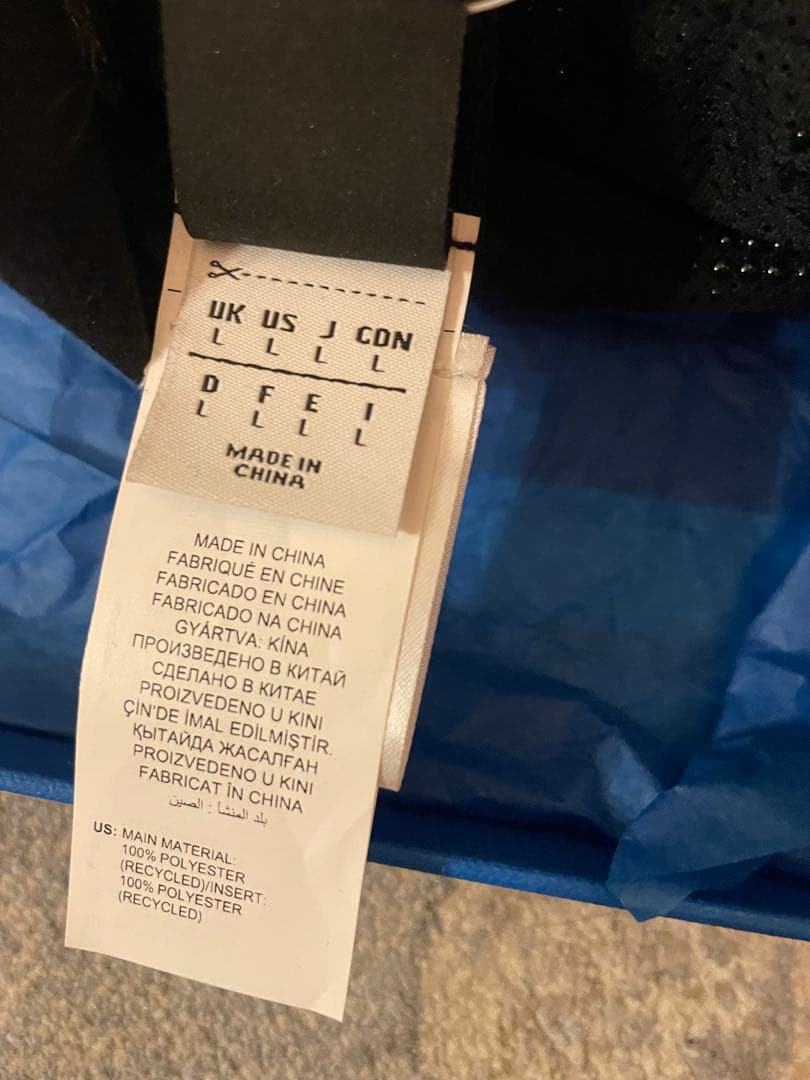 UK US J CDN
L L L L
D F E I
L L L L
MADE IN
CHINA
MADE IN CHINA
FABRIQUÉ EN CHINE
FABRICADO EN CHINA
FABRICADO NA CHINA
GYÁRTVA: KÍNA
ПРОИЗВЕДЕНО В КИТАЙ
СДЕЛАНО В КИТАЕ
PROIZVEDENO U KINI
ÇİN'DE İMAL EDİLMİŞTİR.
ҚЫТАЙДА ЖАСАЛҒАН
PROIZVEDENO U KINI
FABRICAT ÎN CHINA
بلد المنشأ : الصين
US: MAIN MATERIAL:
100% POLYESTER
(RECYCLED)/INSERT:
100% POLYESTER
(RECYCLED)